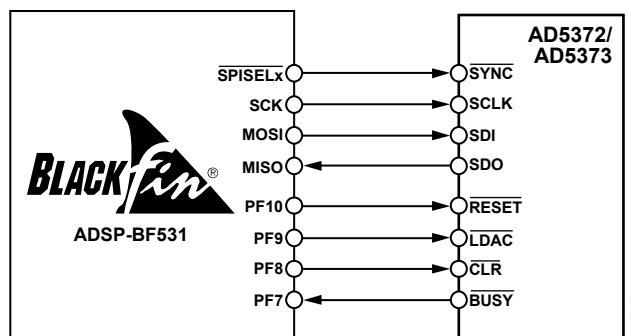 AD5372/
AD5373
SPISELx SYNC
SCK SCLK
MOSI SDI
MISO SDO
BLACKfin®
ADSP-BF531
PF10 RESET
PF9 LDAC
PF8 CLR
PF7 BUSY